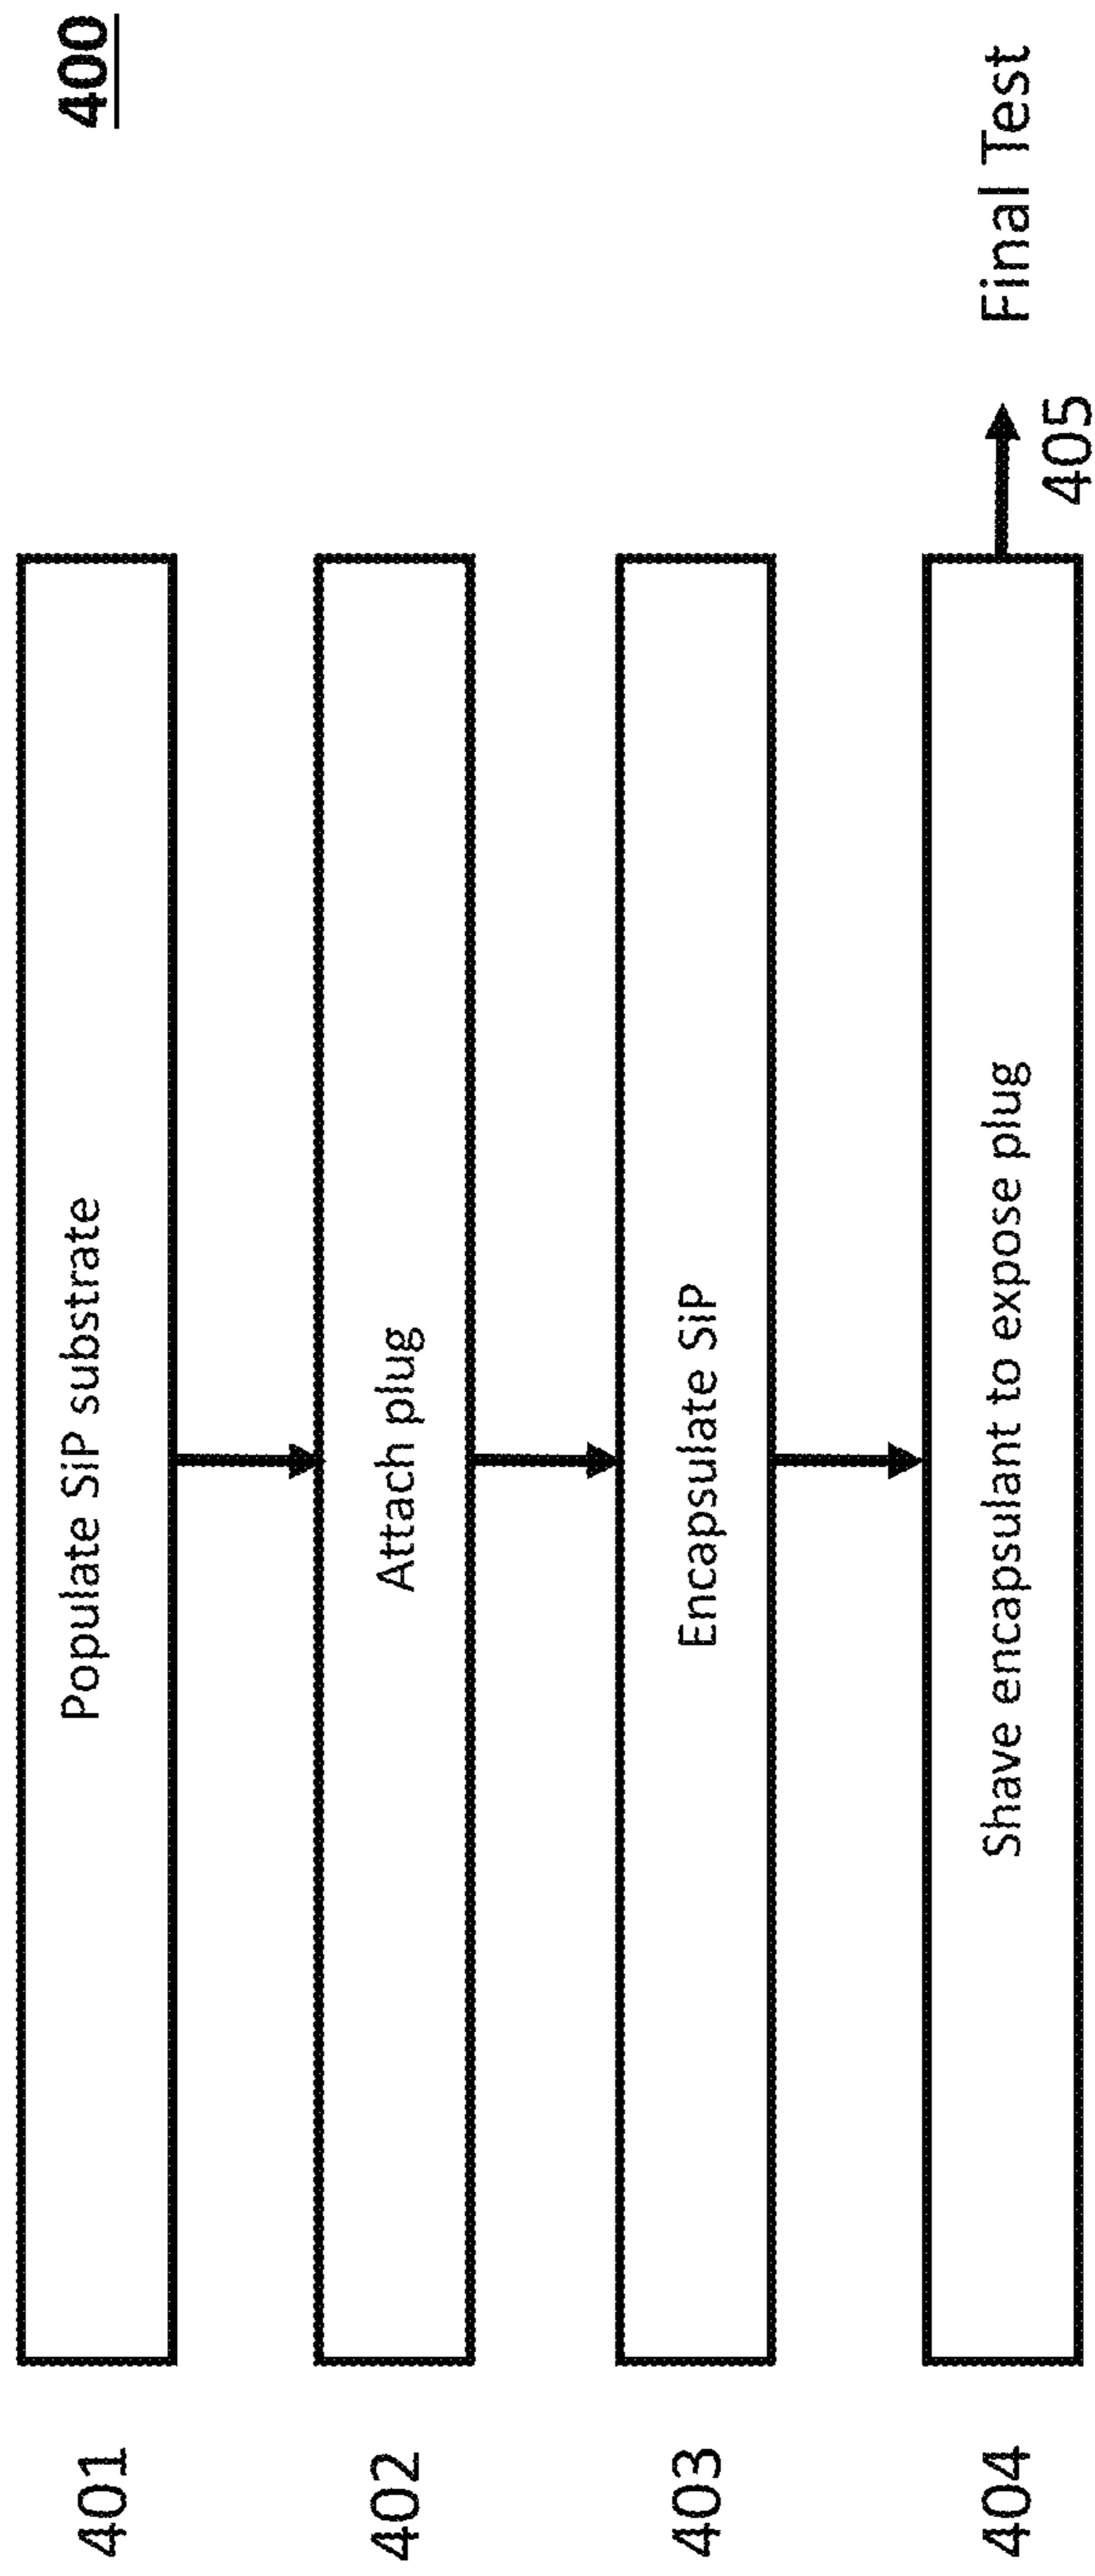 400
401
Populate SiP substrate
402
Attach plug
403
Encapsulate SiP
404
Shave encapsulant to expose plug
Final Test
405